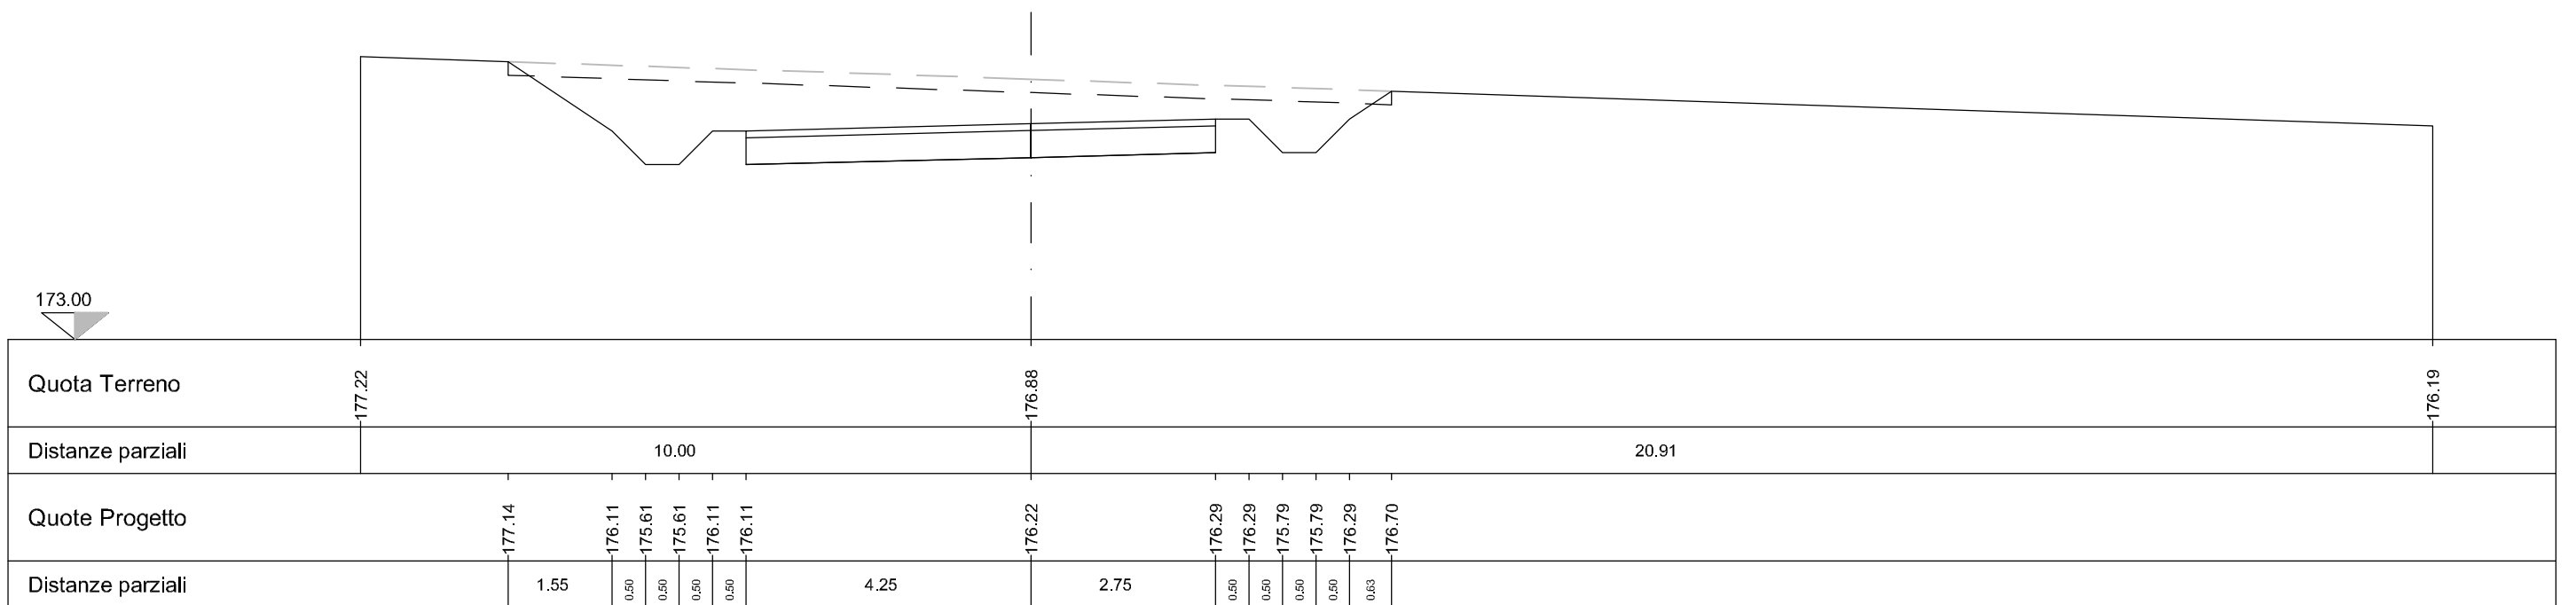 173.00
Quota Terreno
177.22 176.88 176.19
Distanze parziali
10.00 20.91
Quote Progetto
177.14 176.11 175.61 175.61 176.11 176.11 176.22 176.29 176.29 175.79 175.79 176.29 176.70
Distanze parziali
1.55 0.50 0.50 0.50 0.50 4.25 2.75 0.50 0.50 0.50 0.50 0.63